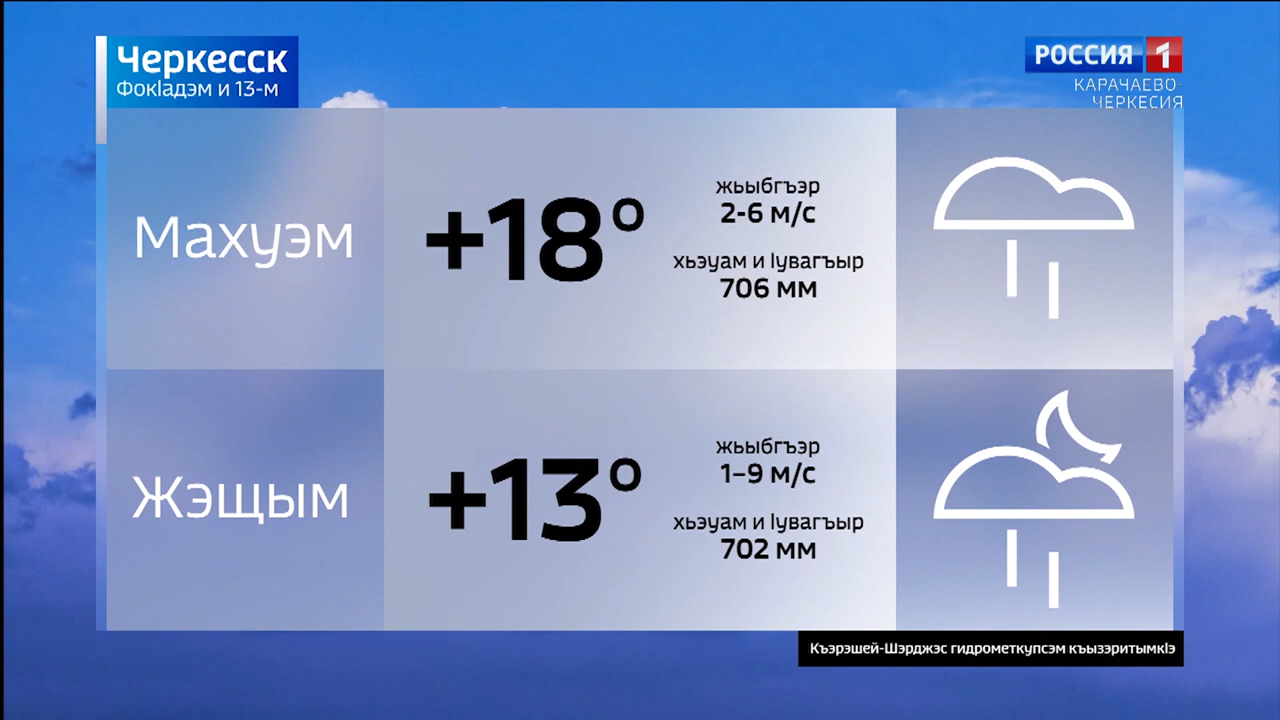 Черкесск
ФокӀадэм и 13-м
РОССИЯ 1
КАРАЧАЕВО-
ЧЕРКЕСИЯ
Махуэм
+18°
жьыбгъэр
2-6 м/с
хьэуам и Ӏувагъыр
706 мм
Жэщым
+13°
жьыбгъэр
1-9 м/с
хьэуам и Ӏувагъыр
702 мм
Къэрэшей-Шэрджэс гидрометкупсэм къызэритымкӀэ